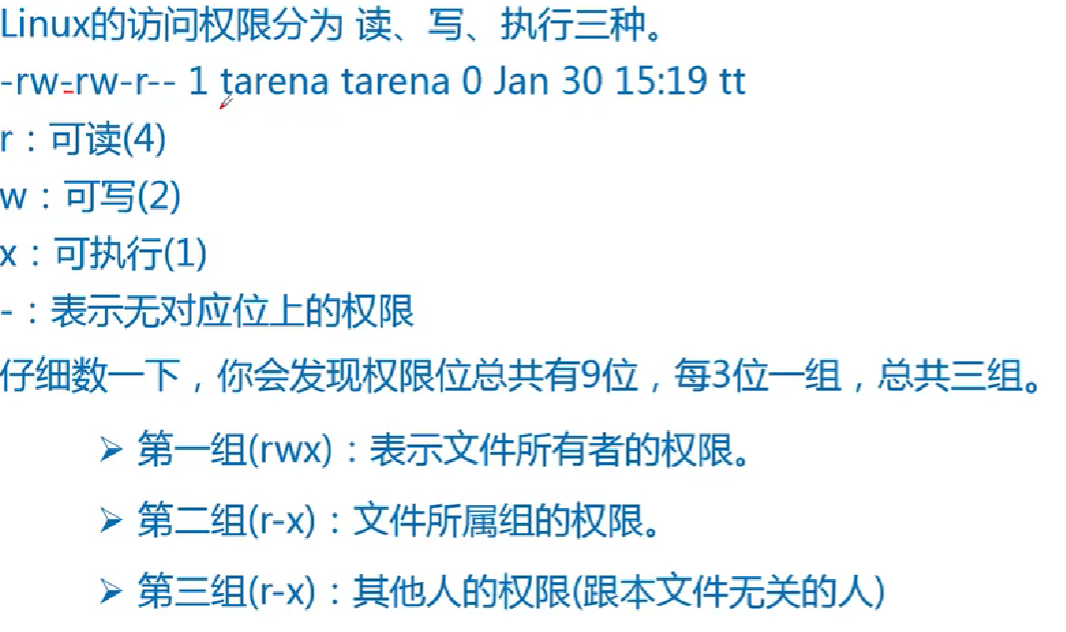 Linux的访问权限分为 读、写、执行三种。
-rw-rw-r-- 1 tarena tarena 0 Jan 30 15:19 tt
r：可读(4)
w：可写(2)
x：可执行(1)
-：表示无对应位上的权限
仔细数一下，你会发现权限位总共有9位，每3位一组，总共三组。
➢ 第一组(rwx)：表示文件所有者的权限。
➢ 第二组(r-x)：文件所属组的权限。
➢ 第三组(r-x)：其他人的权限(跟本文件无关的人)